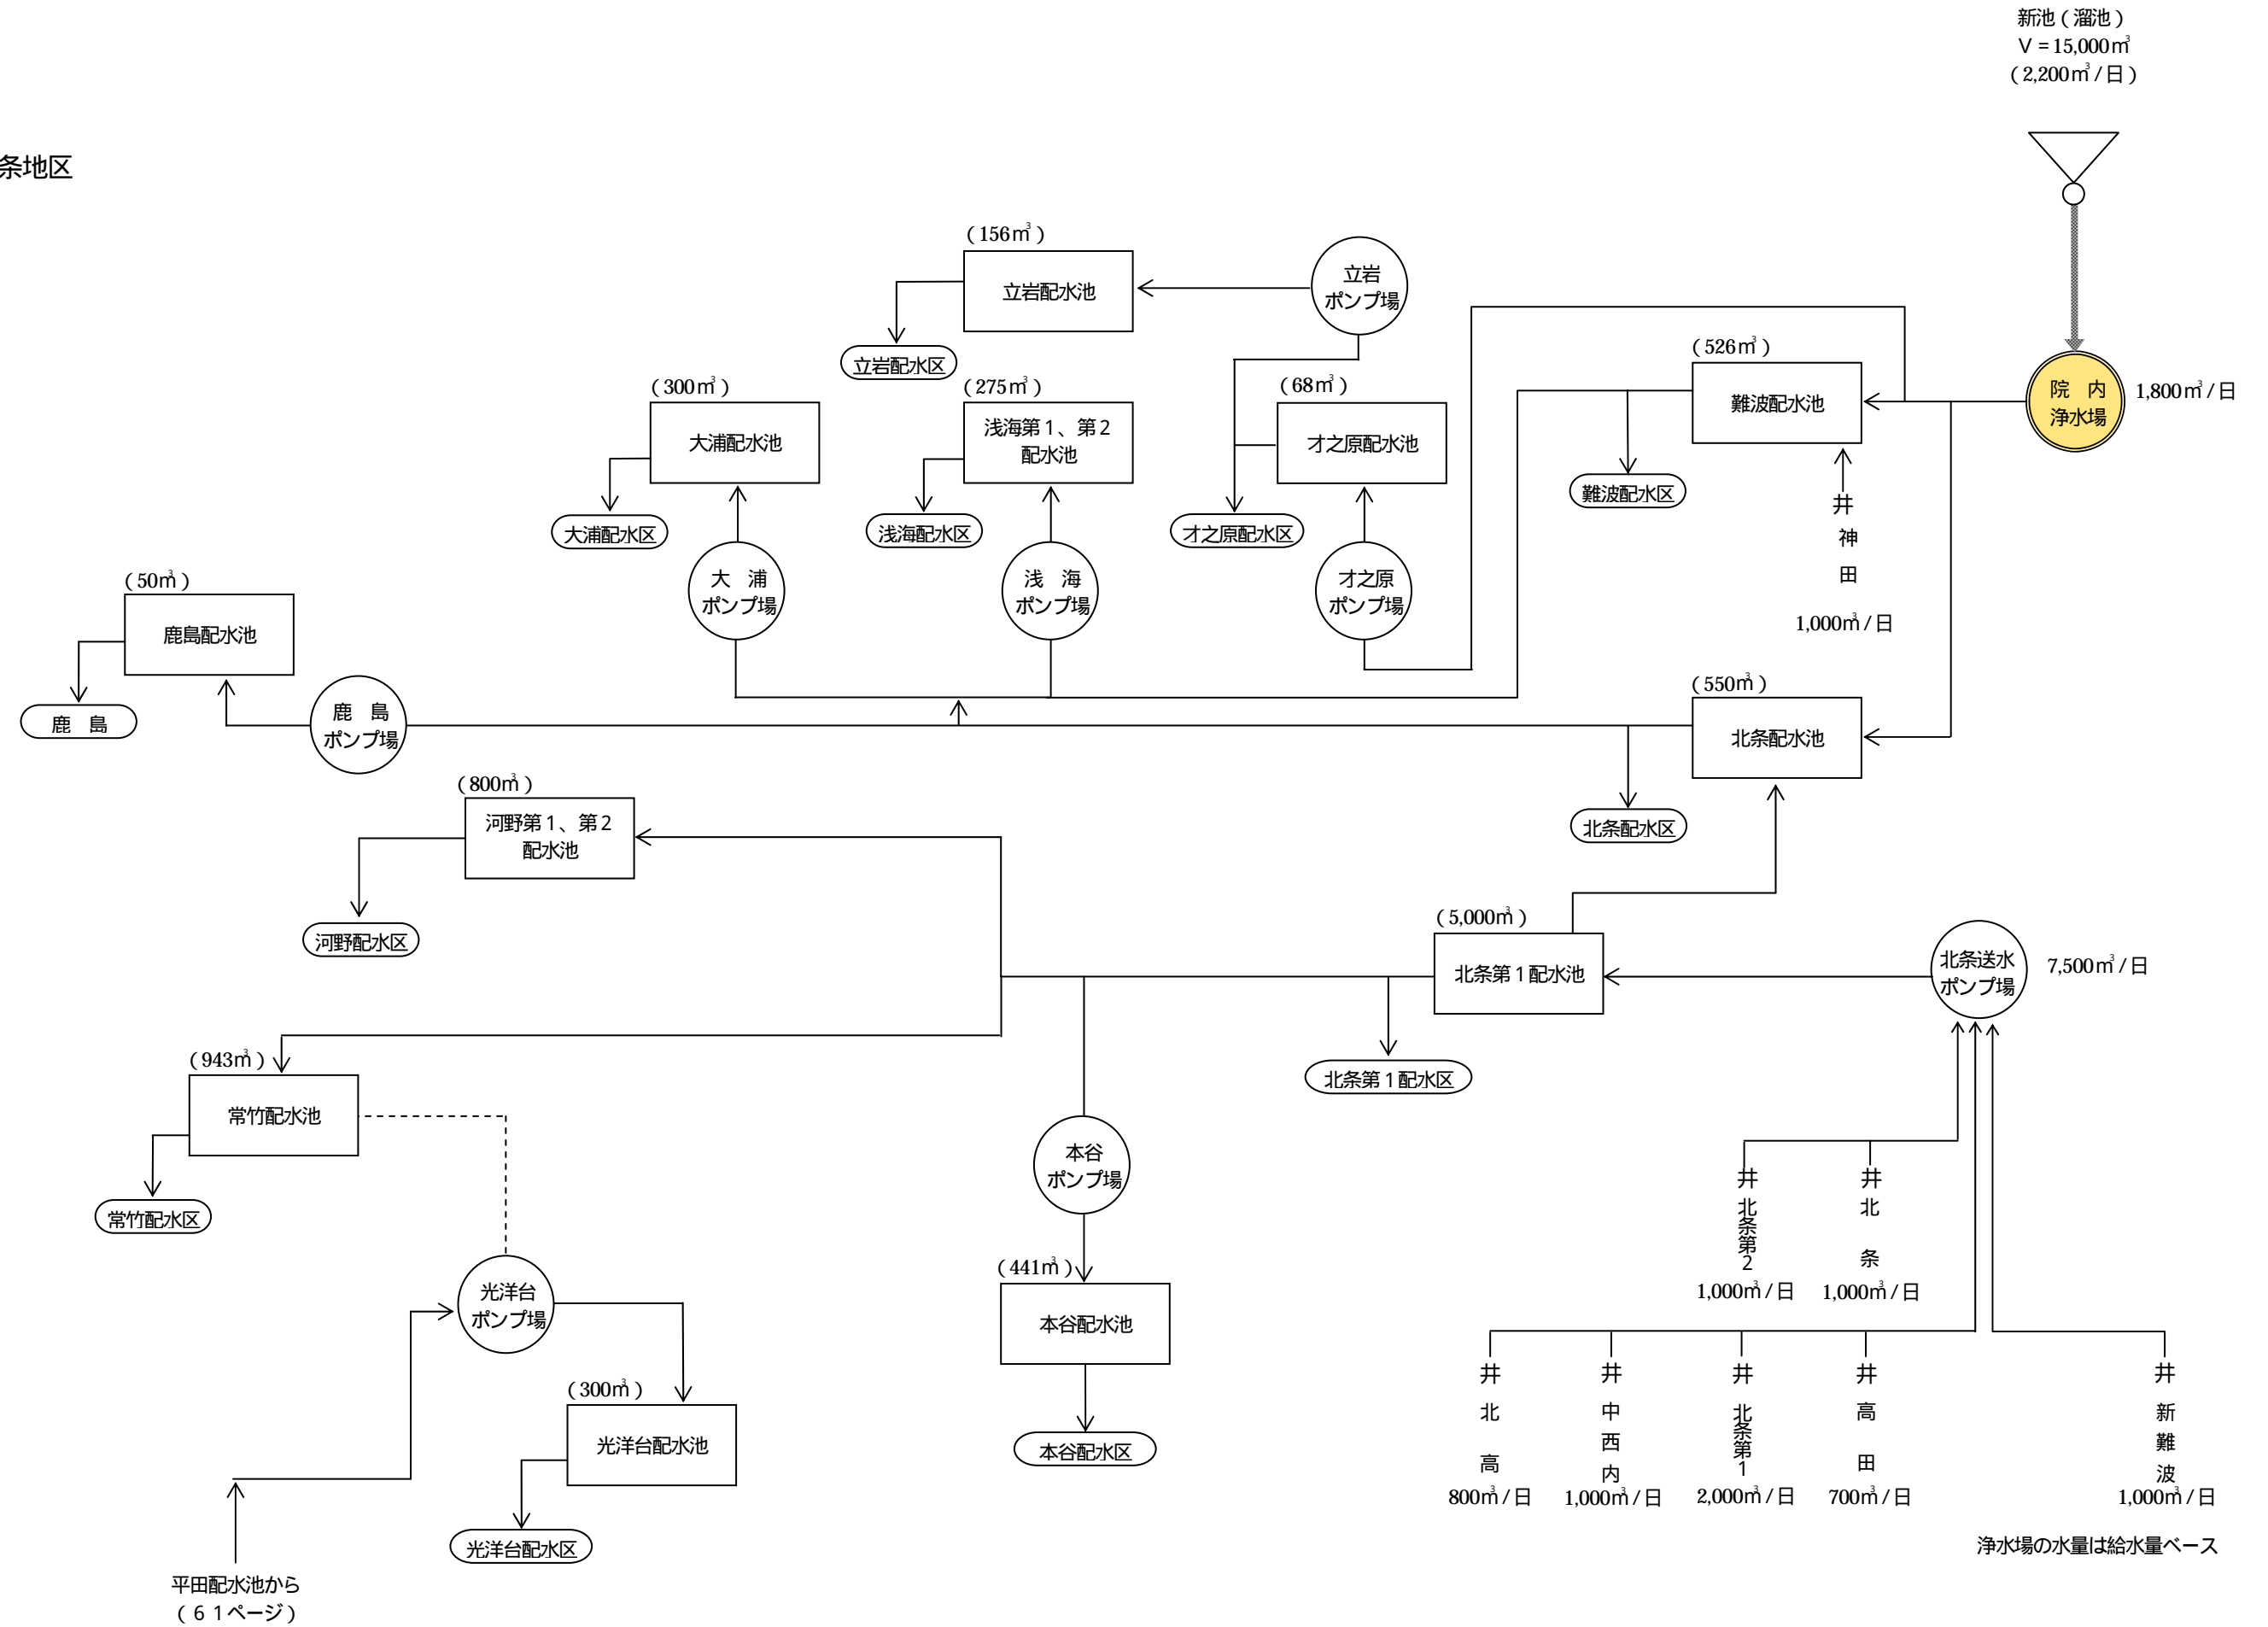 新池（溜池）
Ｖ＝15,000㎥
（2,200㎥/日）
条地区
（156㎥）
立岩配水池
立岩
ポンプ場
立岩配水区
（526㎥）
難波配水池
院　内
浄水場
1,800㎥/日
（300㎥）
大浦配水池
（275㎥）
浅海第１、第２
配水池
（68㎥）
才之原配水池
大浦配水区
浅海配水区
才之原配水区
難波配水区
井
神
田
1,000㎥/日
大　浦
ポンプ場
浅　海
ポンプ場
才之原
ポンプ場
（50㎥）
鹿島配水池
鹿　島
鹿　島
ポンプ場
（550㎥）
北条配水池
北条配水区
（800㎥）
河野第１、第２
配水池
河野配水区
（5,000㎥）
北条第１配水池
北条送水
ポンプ場
7,500㎥/日
北条第１配水区
（943㎥）
常竹配水池
常竹配水区
本谷
ポンプ場
井
北条第２
1,000㎥/日
井
北　条
1,000㎥/日
（441㎥）
本谷配水池
本谷配水区
光洋台
ポンプ場
（300㎥）
光洋台配水池
光洋台配水区
井
北　高
800㎥/日
井
中西内
1,000㎥/日
井
北条第１
2,000㎥/日
井
高　田
700㎥/日
井
新難波
1,000㎥/日
浄水場の水量は給水量ベース
平田配水池から
（６１ページ）